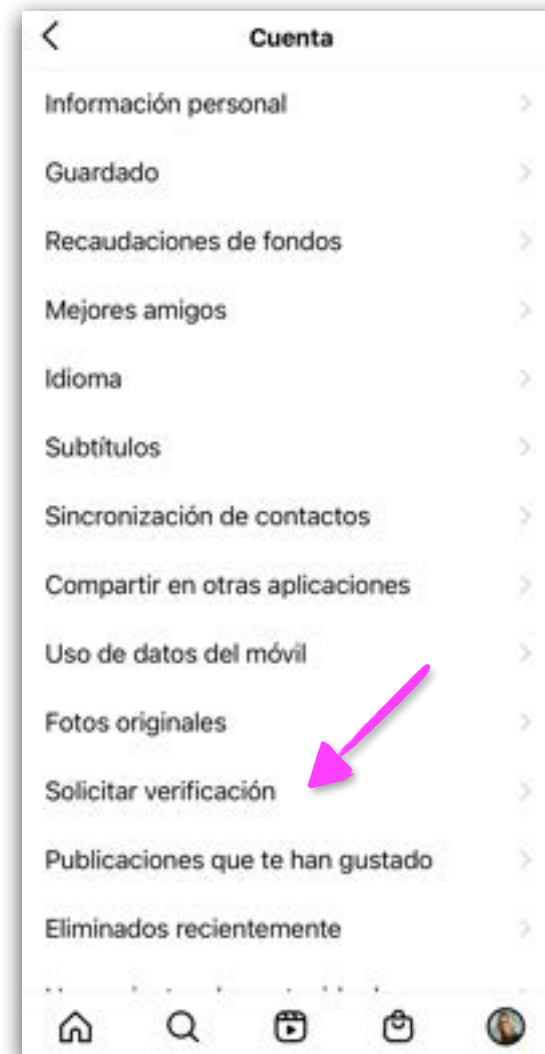 Cuenta
Información personal
Guardado
Recaudaciones de fondos
Mejores amigos
Idioma
Subtítulos
Sincronización de contactos
Compartir en otras aplicaciones
Uso de datos del móvil
Fotos originales
Solicitar verificación
Publicaciones que te han gustado
Eliminados recientemente